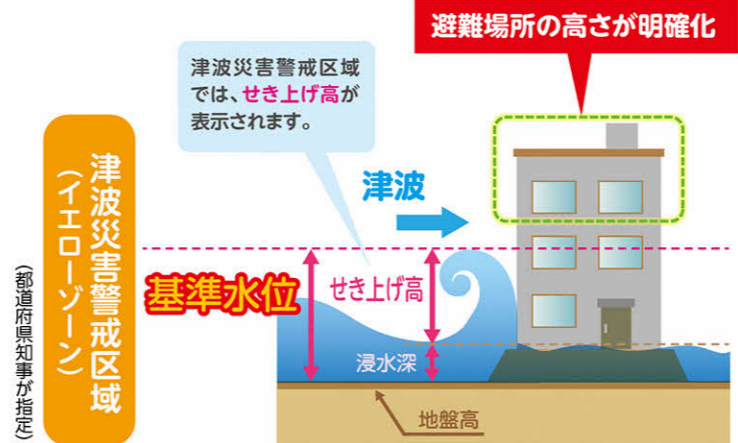 避難場所の高さが明確化
津波災害警戒区域
では、せき上げ高が
表示されます。
津波災害警戒区域
（イエローゾーン）
（都道府県知事が指定）
津波
基準水位
せき上げ高
浸水深
地盤高